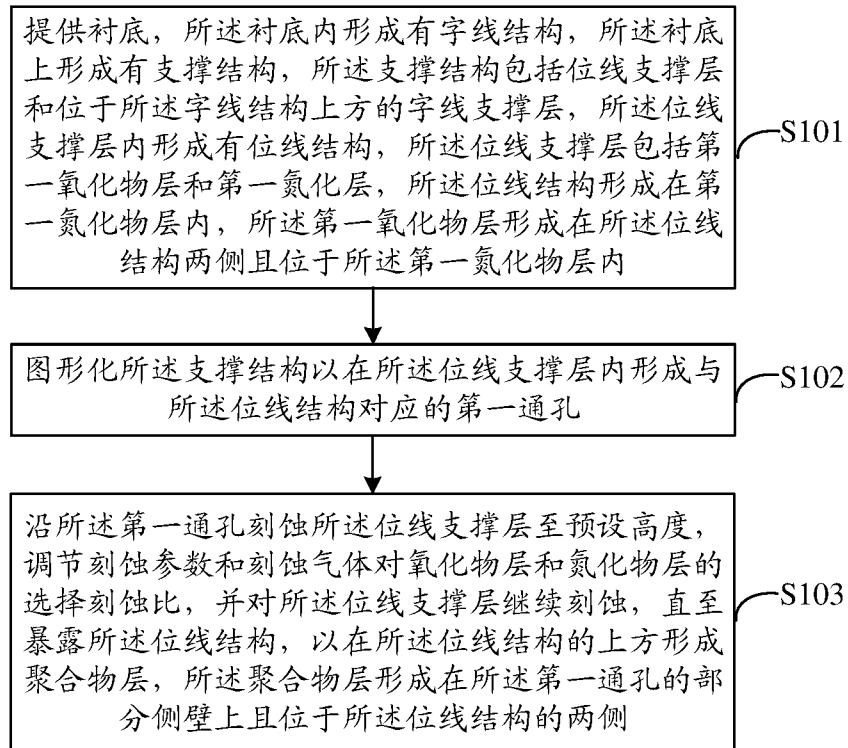 提供衬底，所述衬底内形成有字线结构，所述衬底
上形成有支撑结构，所述支撑结构包括位线支撑层
和位于所述字线结构上方的字线支撑层，所述位线
支撑层内形成有位线结构，所述位线支撑层包括第
一氧化物层和第一氮化层，所述位线结构形成在第
一氮化物层内，所述第一氧化物层形成在所述位线
结构两侧且位于所述第一氮化物层内
S101
图形化所述支撑结构以在所述位线支撑层内形成与
所述位线结构对应的第一通孔
S102
沿所述第一通孔刻蚀所述位线支撑层至预设高度，
调节刻蚀参数和刻蚀气体对氧化物层和氮化物层的
选择刻蚀比，并对所述位线支撑层继续刻蚀，直至
暴露所述位线结构，以在所述位线结构的上方形成
聚合物层，所述聚合物层形成在所述第一通孔的部
分侧壁上且位于所述位线结构的两侧
S103